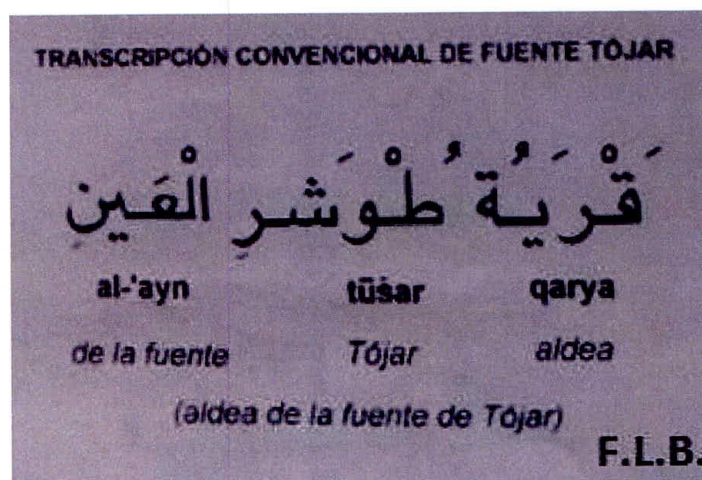 TRANSCRIPCIÓN CONVENCIONAL DE FUENTE TÓJAR
قَرْيَةُ طُوْشَرِ الْعَينِ
al-'ayn tūšar qarya
de la fuente Tójar aldea
(aldea de la fuente de Tójar)
F.L.B.